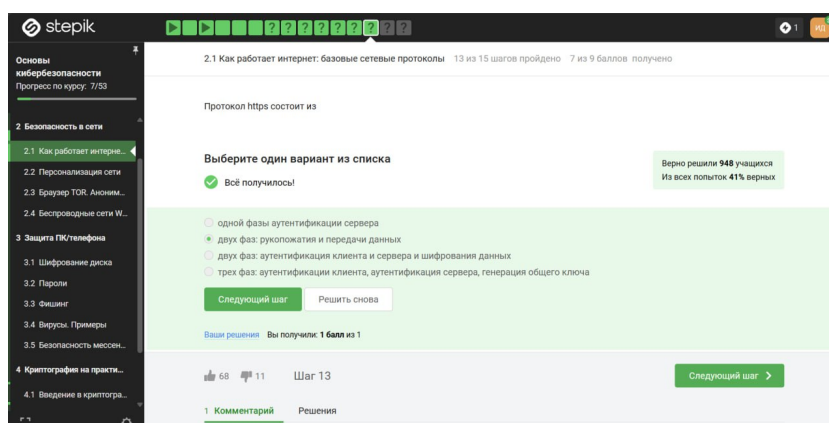 stepik
1
ИД
Основы
кибербезопасности
Прогресс по курсу: 7/53
2 Безопасность в сети
2.1 Как работает интерне...
2.2 Персонализация сети
2.3 Браузер TOR. Аноним...
2.4 Беспроводные сети W...
3 Защита ПК/телефона
3.1 Шифрование диска
3.2 Пароли
3.3 Фишинг
3.4 Вирусы. Примеры
3.5 Безопасность мессен...
4 Криптография на практи...
4.1 Введение в криптогра...
2.1 Как работает интернет: базовые сетевые протоколы 13 из 15 шагов пройдено 7 из 9 баллов получено
Протокол https состоит из
Выберите один вариант из списка
Всё получилось!
Верно решили 948 учащихся
Из всех попыток 41% верных
одной фазы аутентификации сервера
двух фаз: рукопожатия и передачи данных
двух фаз: аутентификация клиента и сервера и шифрования данных
трех фаз: аутентификации клиента, аутентификация сервера, генерация общего ключа
Следующий шаг Решить снова
Ваши решения Вы получили: 1 балл из 1
68 11 Шаг 13 Следующий шаг
1 Комментарий Решения